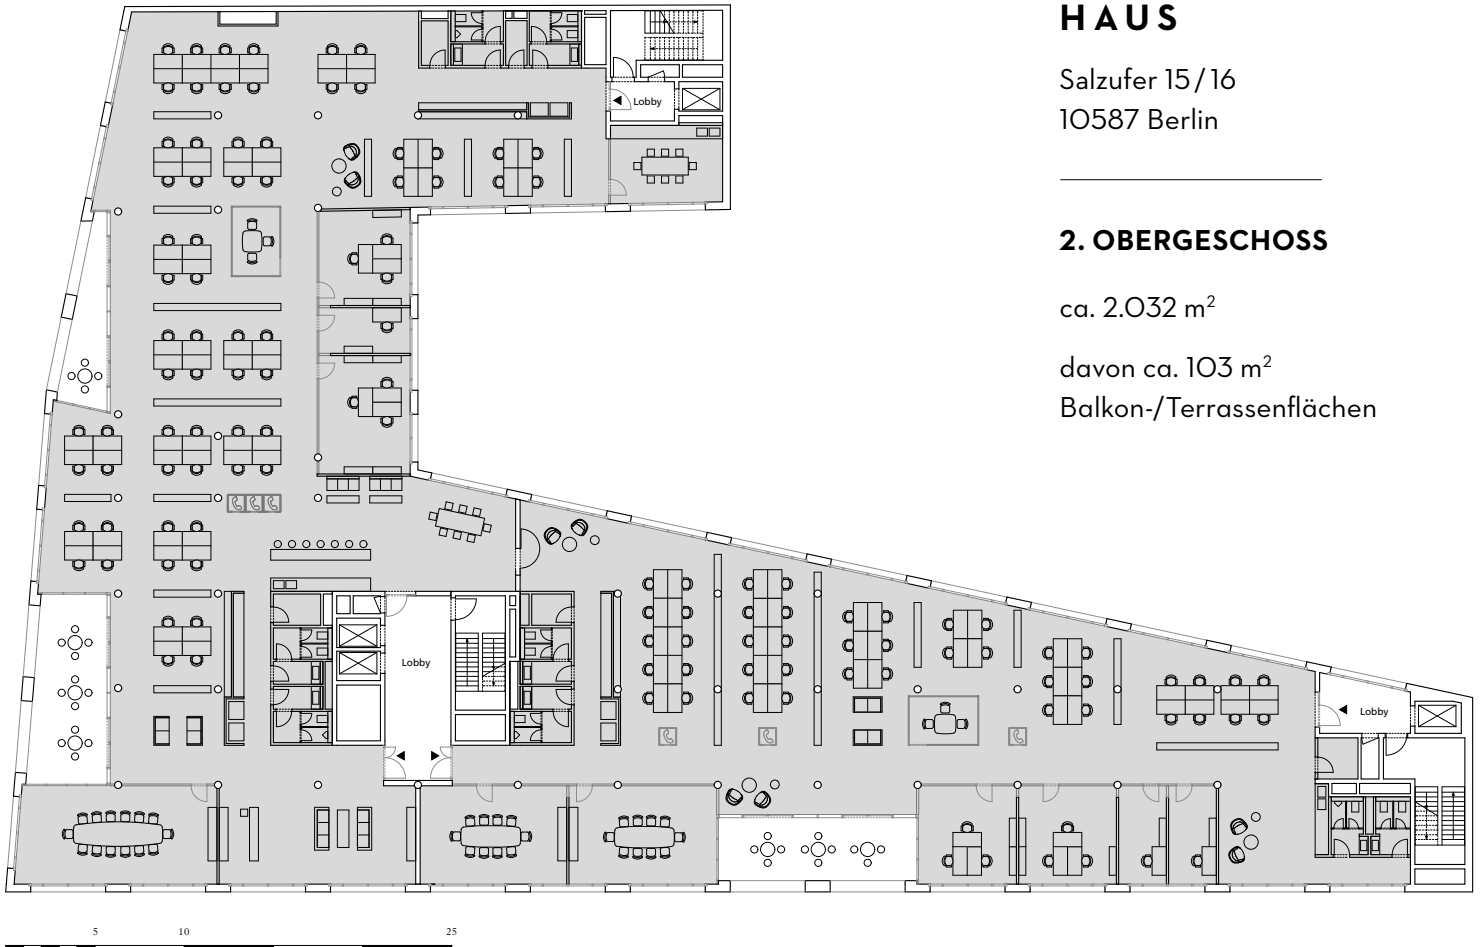 HAUS
Salzufer 15/16
10587 Berlin
2. OBERGESCHOSS
ca. 2.032 m²
davon ca. 103 m²
Balkon-/Terrassenflächen
Lobby
Lobby
Lobby
5 10 25